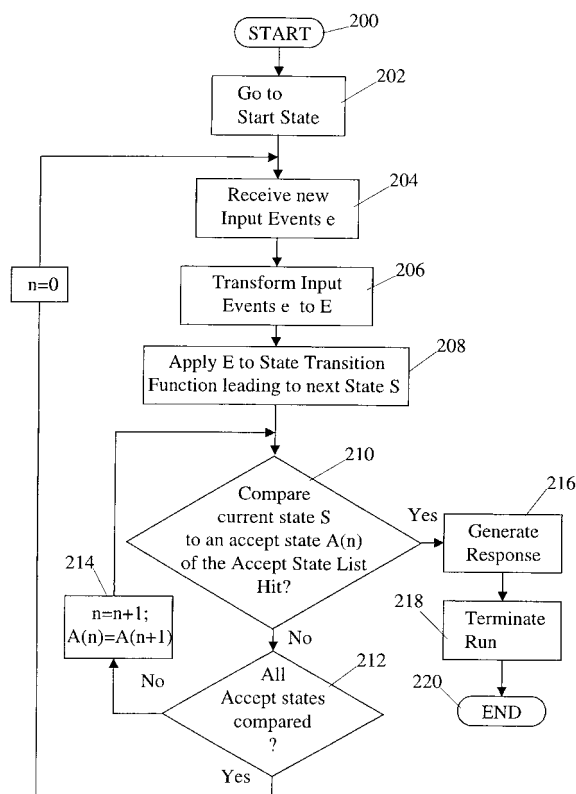 START
200
202
Go to
Start State
204
Receive new
Input Events e
n=0
206
Transform Input
Events e to E
208
Apply E to State Transition
Function leading to next State S
210
Compare
current state S
to an accept state A(n)
of the Accept State List
Hit?
Yes
216
Generate
Response
214
n=n+1;
A(n)=A(n+1)
218
Terminate
Run
No
212
All
Accept states
compared
?
No
220
END
Yes